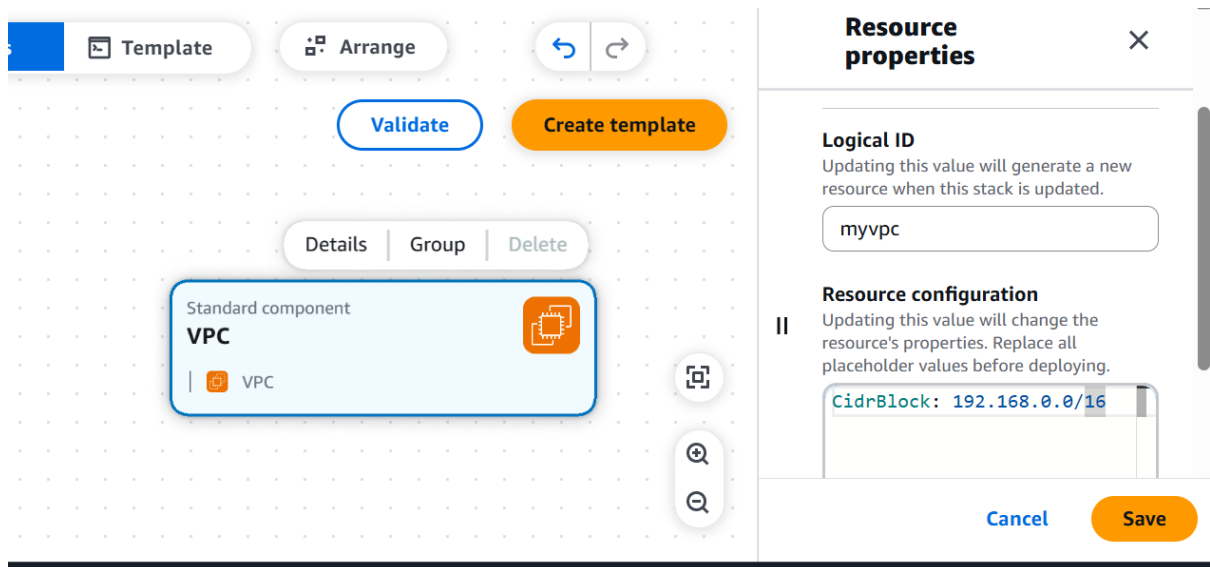 s
Template
Arrange
Validate
Create template
Details
Group
Delete
Standard component
VPC
VPC
Resource
properties
Logical ID
Updating this value will generate a new
resource when this stack is updated.
myvpc
Resource configuration
Updating this value will change the
resource's properties. Replace all
placeholder values before deploying.
CidrBlock: 192.168.0.0/16
Cancel
Save